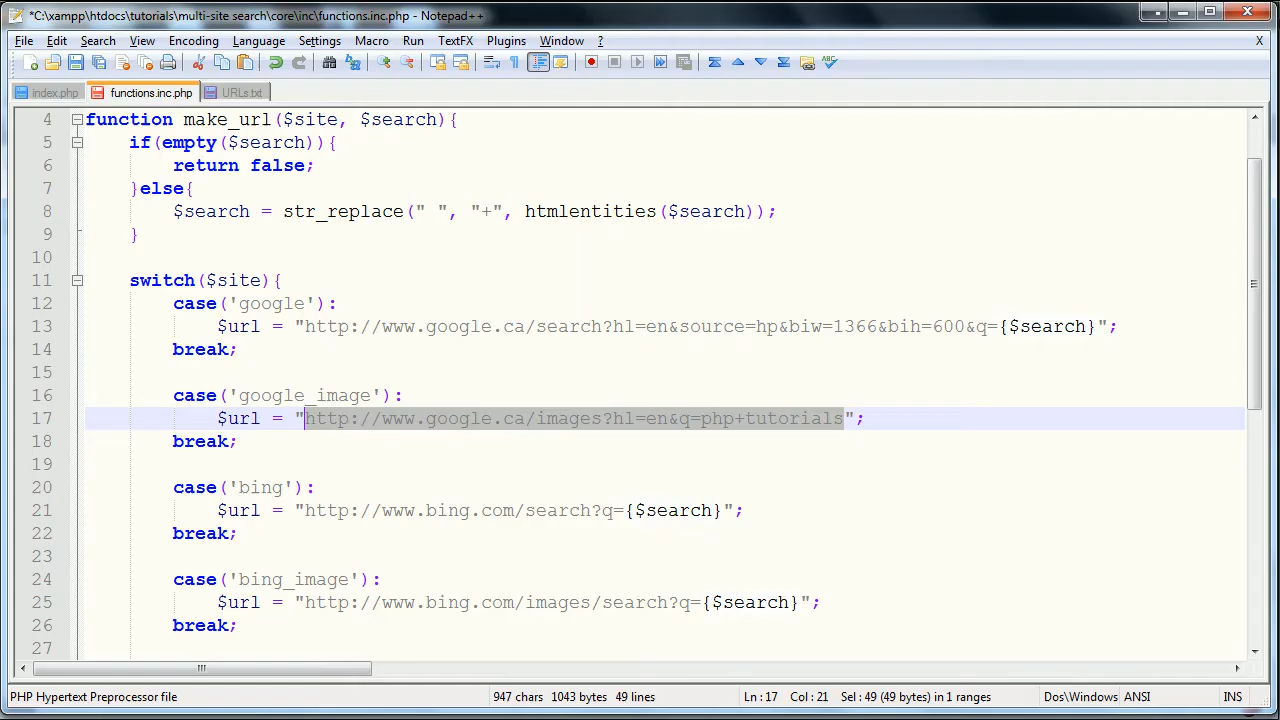 *C:\xampp\htdocs\tutorials\multi-site search\core\inc\functions.inc.php - Notepad++
File Edit Search View Encoding Language Settings Macro Run TextFX Plugins Window ? X
index.php functions.inc.php URLs.txt
4 function make_url($site, $search){
5 if(empty($search)){
6 return false;
7 }else{
8 $search = str_replace(" ", "+", htmlentities($search));
9 }
10
11 switch($site){
12 case('google'):
13 $url = "http://www.google.ca/search?hl=en&source=hp&biw=1366&bih=600&q={$search}";
14 break;
15
16 case('google_image'):
17 $url = "http://www.google.ca/images?hl=en&q=php+tutorials";
18 break;
19
20 case('bing'):
21 $url = "http://www.bing.com/search?q={$search}";
22 break;
23
24 case('bing_image'):
25 $url = "http://www.bing.com/images/search?q={$search}";
26 break;
27
PHP Hypertext Preprocessor file 947 chars 1043 bytes 49 lines Ln : 17 Col : 21 Sel : 49 (49 bytes) in 1 ranges Dos\Windows ANSI INS